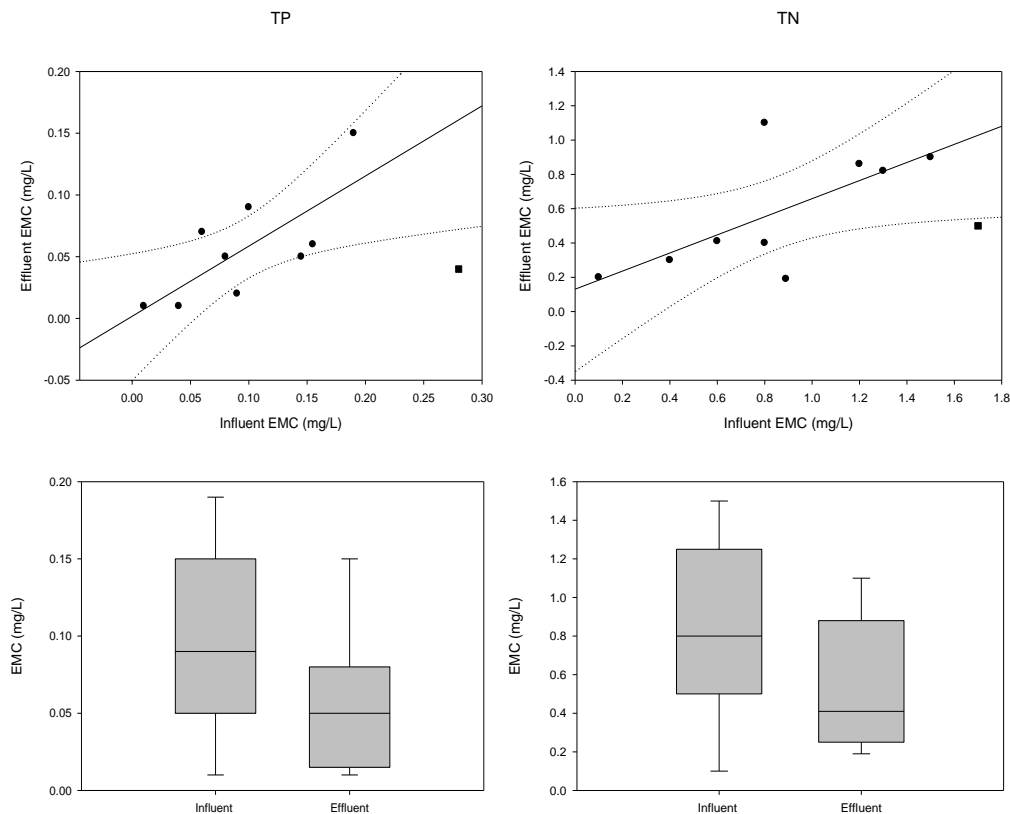 TP
TN
Effluent EMC (mg/L)
0.20
0.15
0.10
0.05
0.00
-0.05
0.00 0.05 0.10 0.15 0.20 0.25 0.30
Influent EMC (mg/L)
Effluent EMC (mg/L)
1.4
1.2
1.0
0.8
0.6
0.4
0.2
0.0
-0.2
-0.4
0.0 0.2 0.4 0.6 0.8 1.0 1.2 1.4 1.6 1.8
Influent EMC (mg/L)
EMC (mg/L)
0.20
0.15
0.10
0.05
0.00
Influent Effluent
EMC (mg/L)
1.6
1.4
1.2
1.0
0.8
0.6
0.4
0.2
0.0
Influent Effluent